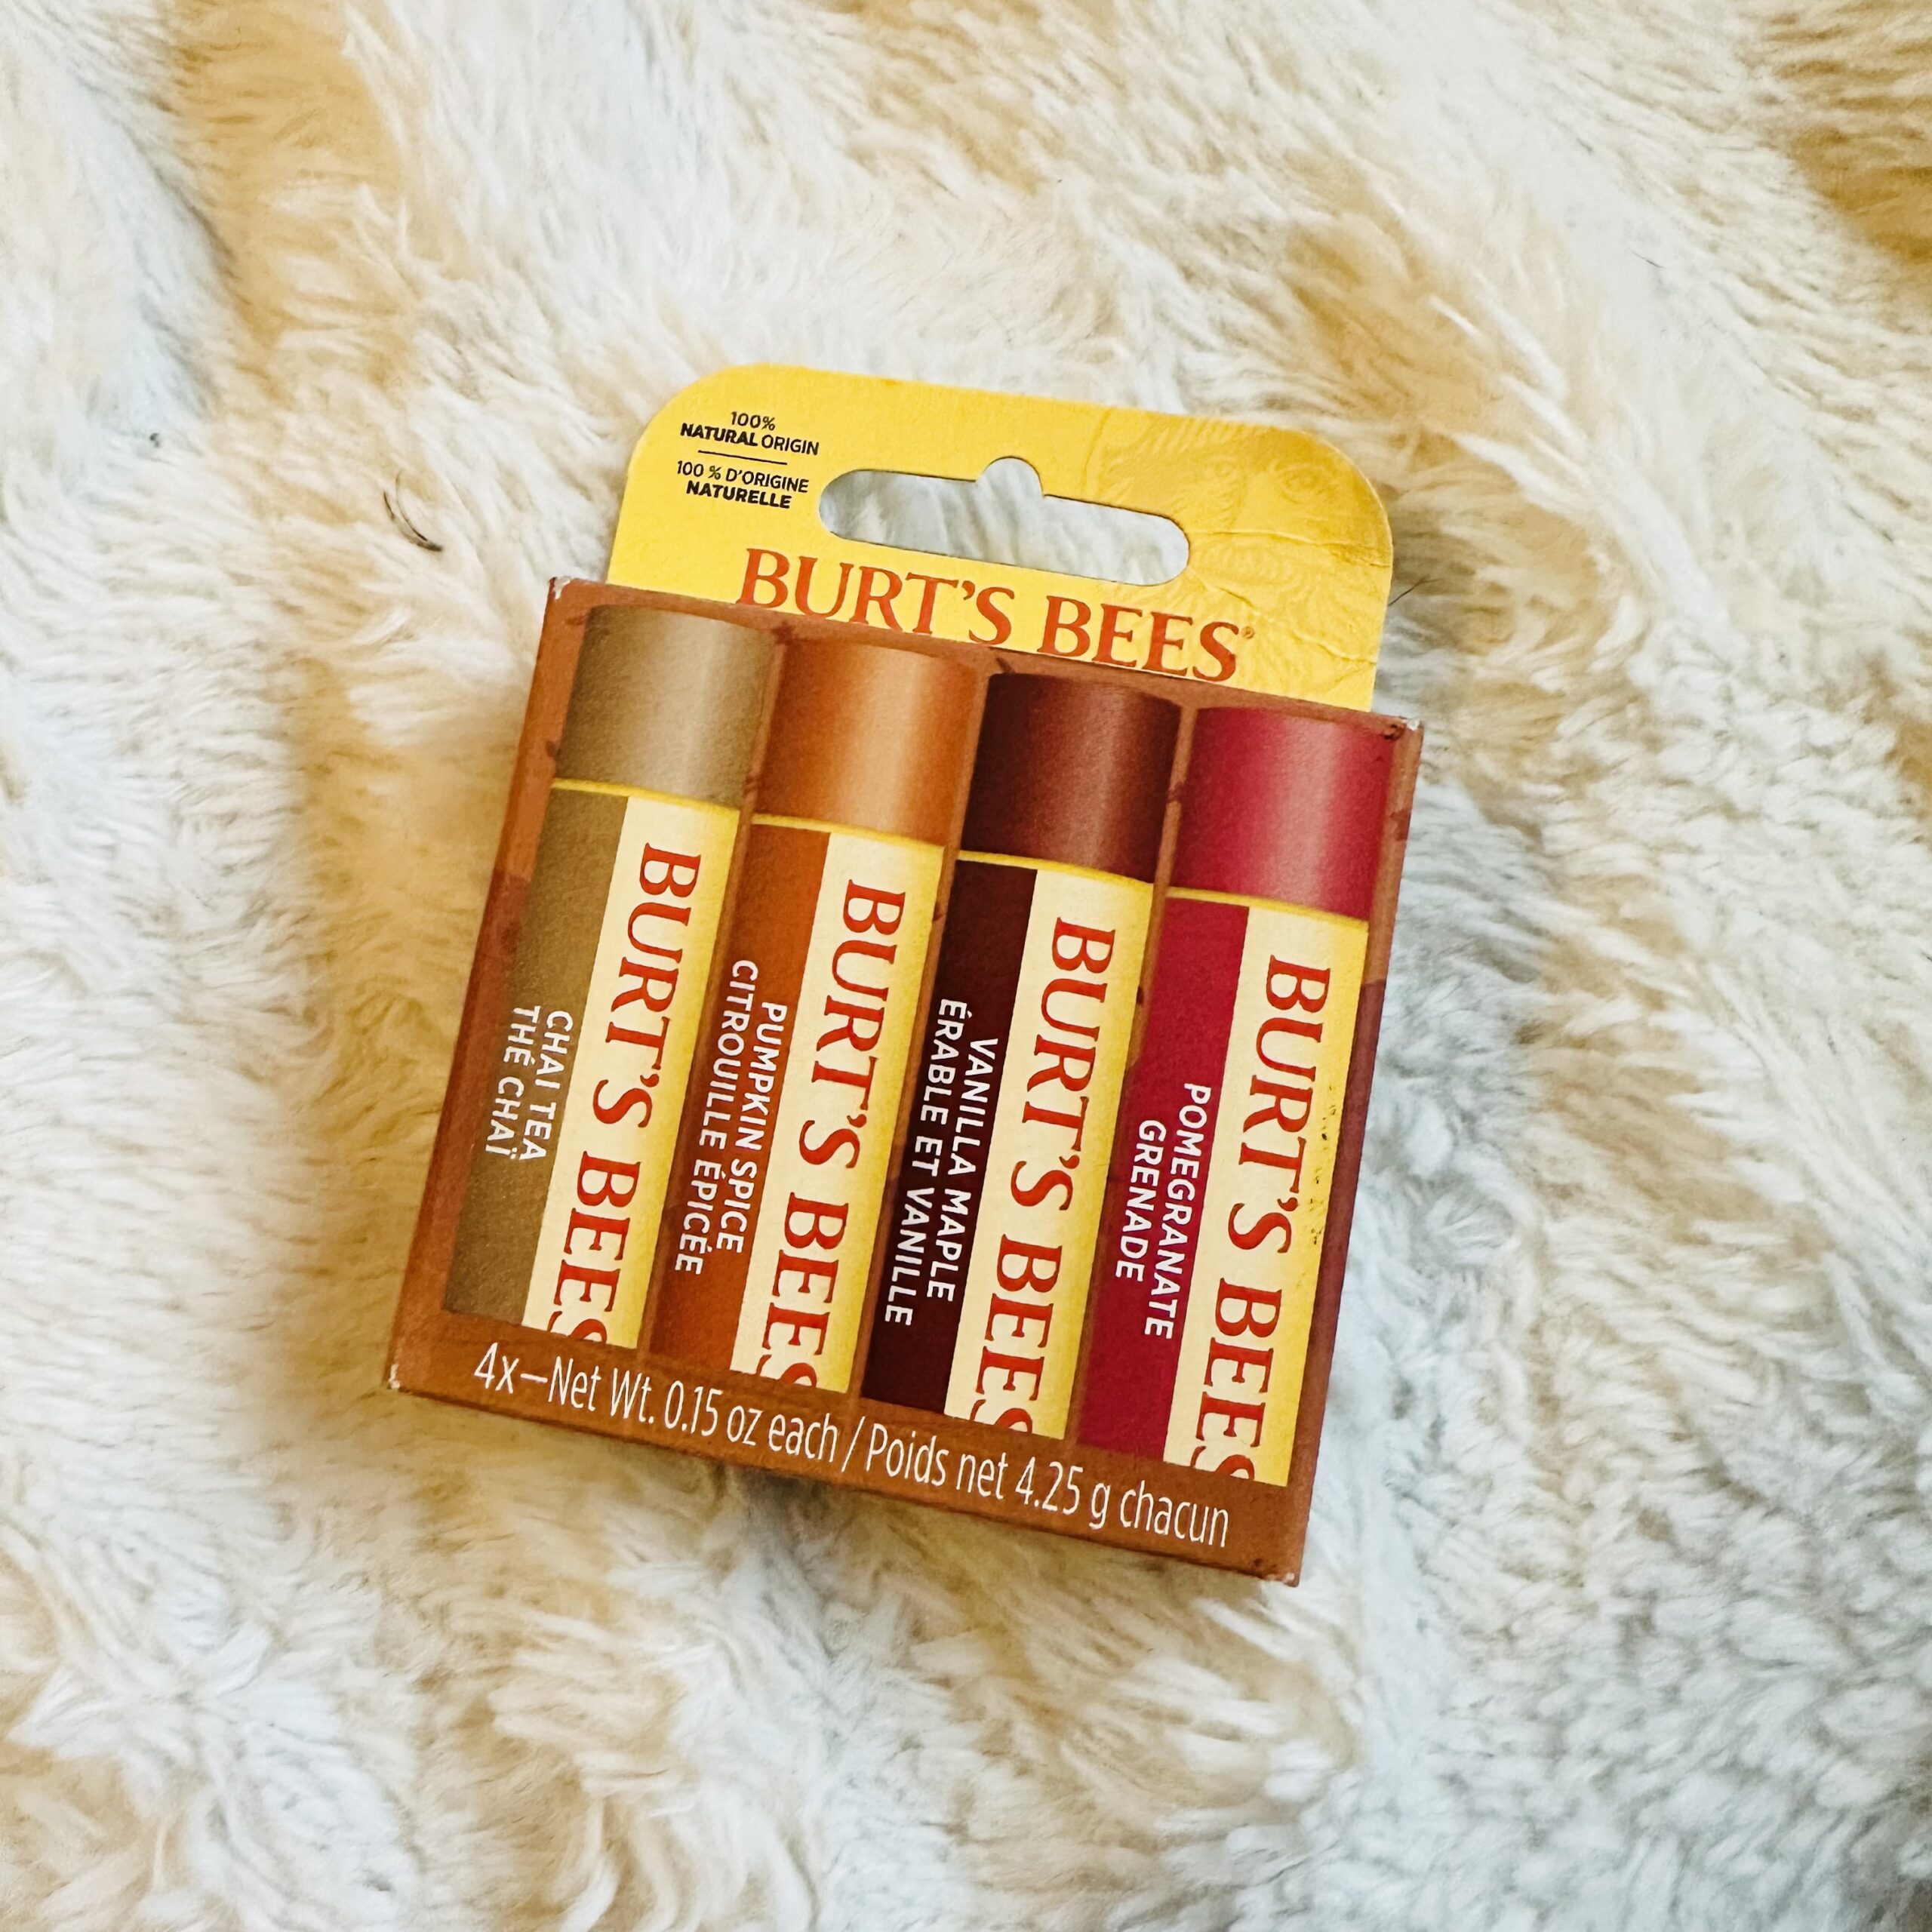 100%
NATURAL ORIGIN
100 % D'ORIGINE
NATURELLE
BURT'S BEES®
CHAI TEA
THÉ CHAÏ
BURT'S BEES
PUMPKIN SPICE
CITROUILLE ÉPICÉE
BURT'S BEES
VANILLA MAPLE
ÉRABLE ET VANILLE
BURT'S BEES
POMEGRANATE
GRENADE
BURT'S BEES
4x–Net Wt. 0.15 oz each / Poids net 4.25 g chacun